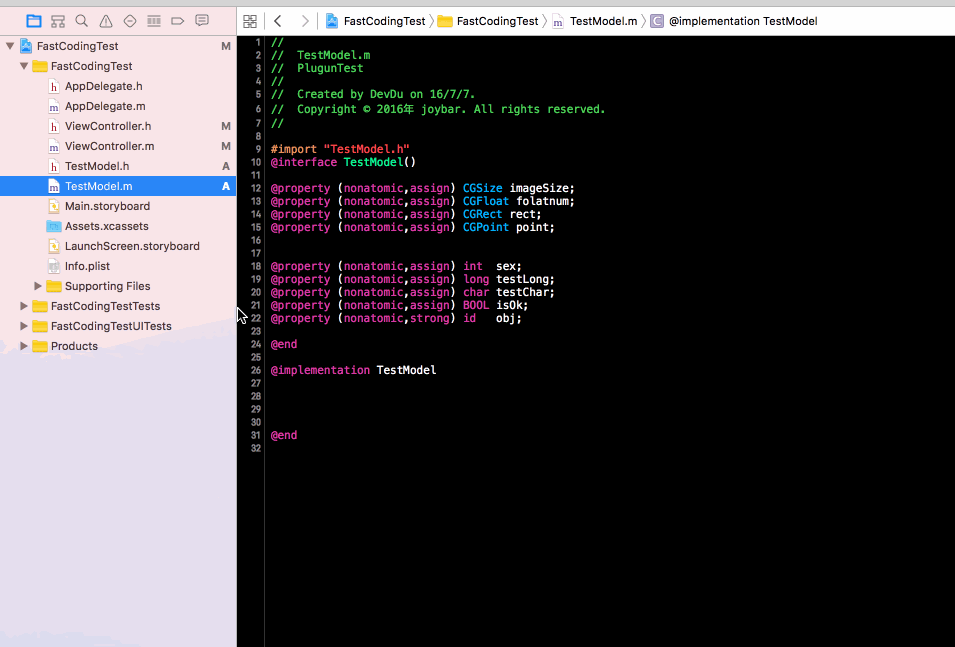 FastCodingTest 〉 FastCodingTest 〉 m TestModel.m 〉 C @implementation TestModel
FastCodingTest M
FastCodingTest
h AppDelegate.h
m AppDelegate.m
h ViewController.h M
m ViewController.m M
h TestModel.h A
m TestModel.m A
Main.storyboard
Assets.xcassets
LaunchScreen.storyboard
Info.plist
Supporting Files
FastCodingTestTests
FastCodingTestUITests
Products
1 //
2 //  TestModel.m
3 //  PlugunTest
4 //
5 //  Created by DevDu on 16/7/7.
6 //  Copyright © 2016年 joybar. All rights reserved.
7 //
8
9 #import "TestModel.h"
10 @interface TestModel()
11
12 @property (nonatomic,assign) CGSize imageSize;
13 @property (nonatomic,assign) CGFloat folatnum;
14 @property (nonatomic,assign) CGRect rect;
15 @property (nonatomic,assign) CGPoint point;
16
17
18 @property (nonatomic,assign) int  sex;
19 @property (nonatomic,assign) long testLong;
20 @property (nonatomic,assign) char testChar;
21 @property (nonatomic,assign) BOOL isOk;
22 @property (nonatomic,strong) id   obj;
23
24 @end
25
26 @implementation TestModel
27
28
29
30
31 @end
32